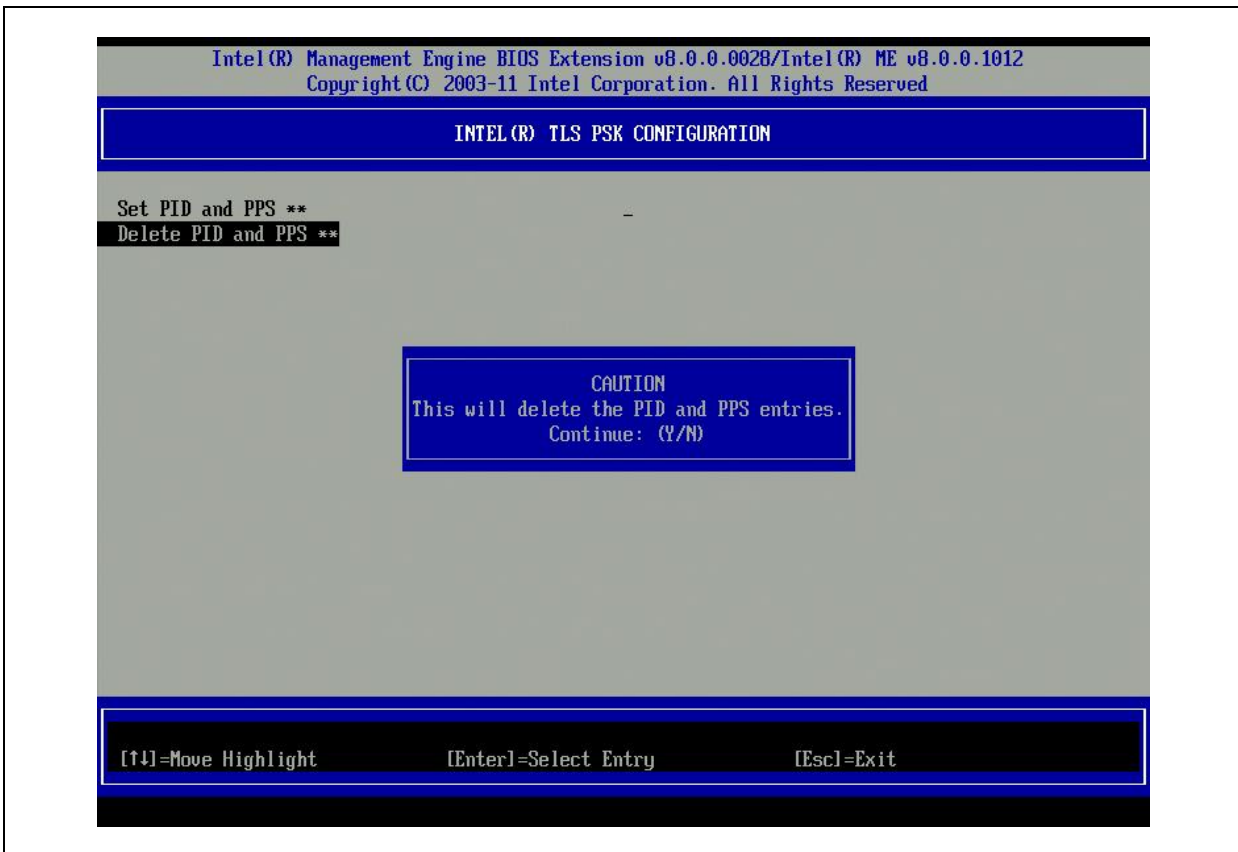 Intel(R) Management Engine BIOS Extension v8.0.0.0028/Intel(R) ME v8.0.0.1012
Copyright(C) 2003-11 Intel Corporation. All Rights Reserved
INTEL(R) TLS PSK CONFIGURATION
Set PID and PPS **
Delete PID and PPS **
CAUTION
This will delete the PID and PPS entries.
Continue: (Y/N)
[↑↓]=Move Highlight [Enter]=Select Entry [Esc]=Exit